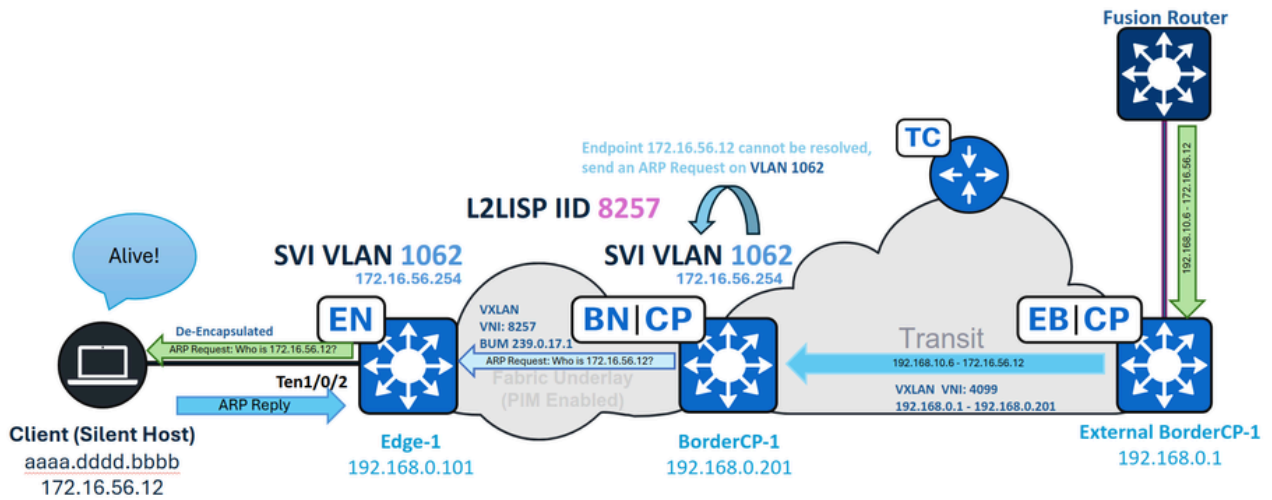 Fusion Router
192.168.10.6 - 172.16.56.12
TC
Endpoint 172.16.56.12 cannot be resolved,
send an ARP Request on VLAN 1062
L2LISP IID 8257
Alive!
SVI VLAN 1062
172.16.56.254
SVI VLAN 1062
172.16.56.254
EN
VXLAN
VNI: 8257
BUM 239.0.17.1
BN|CP
EB|CP
De-Encapsulated
ARP Request: Who is 172.16.56.12?
ARP Request: Who is 172.16.56.12?
Transit
192.168.10.6 - 172.16.56.12
Fabric Underlay
(PIM Enabled)
Ten1/0/2
ARP Reply
VXLAN VNI: 4099
192.168.0.1 - 192.168.0.201
Client (Silent Host)
aaaa.dddd.bbbb
172.16.56.12
Edge-1
192.168.0.101
BorderCP-1
192.168.0.201
External BorderCP-1
192.168.0.1